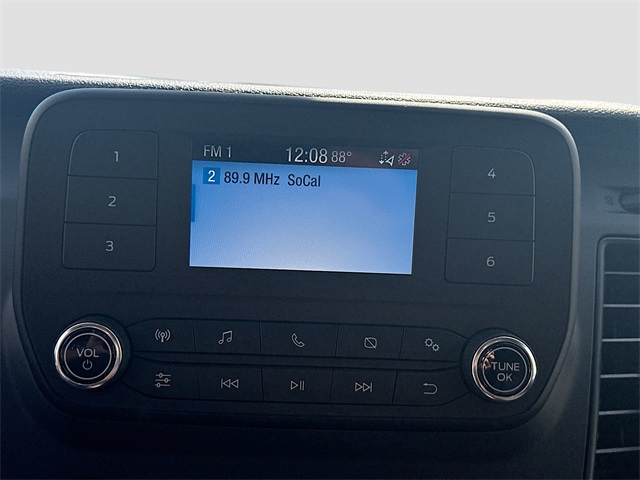 FM 1 12:08 88°
2 89.9 MHz SoCal
1
2
3
4
5
6
VOL
TUNE
OK